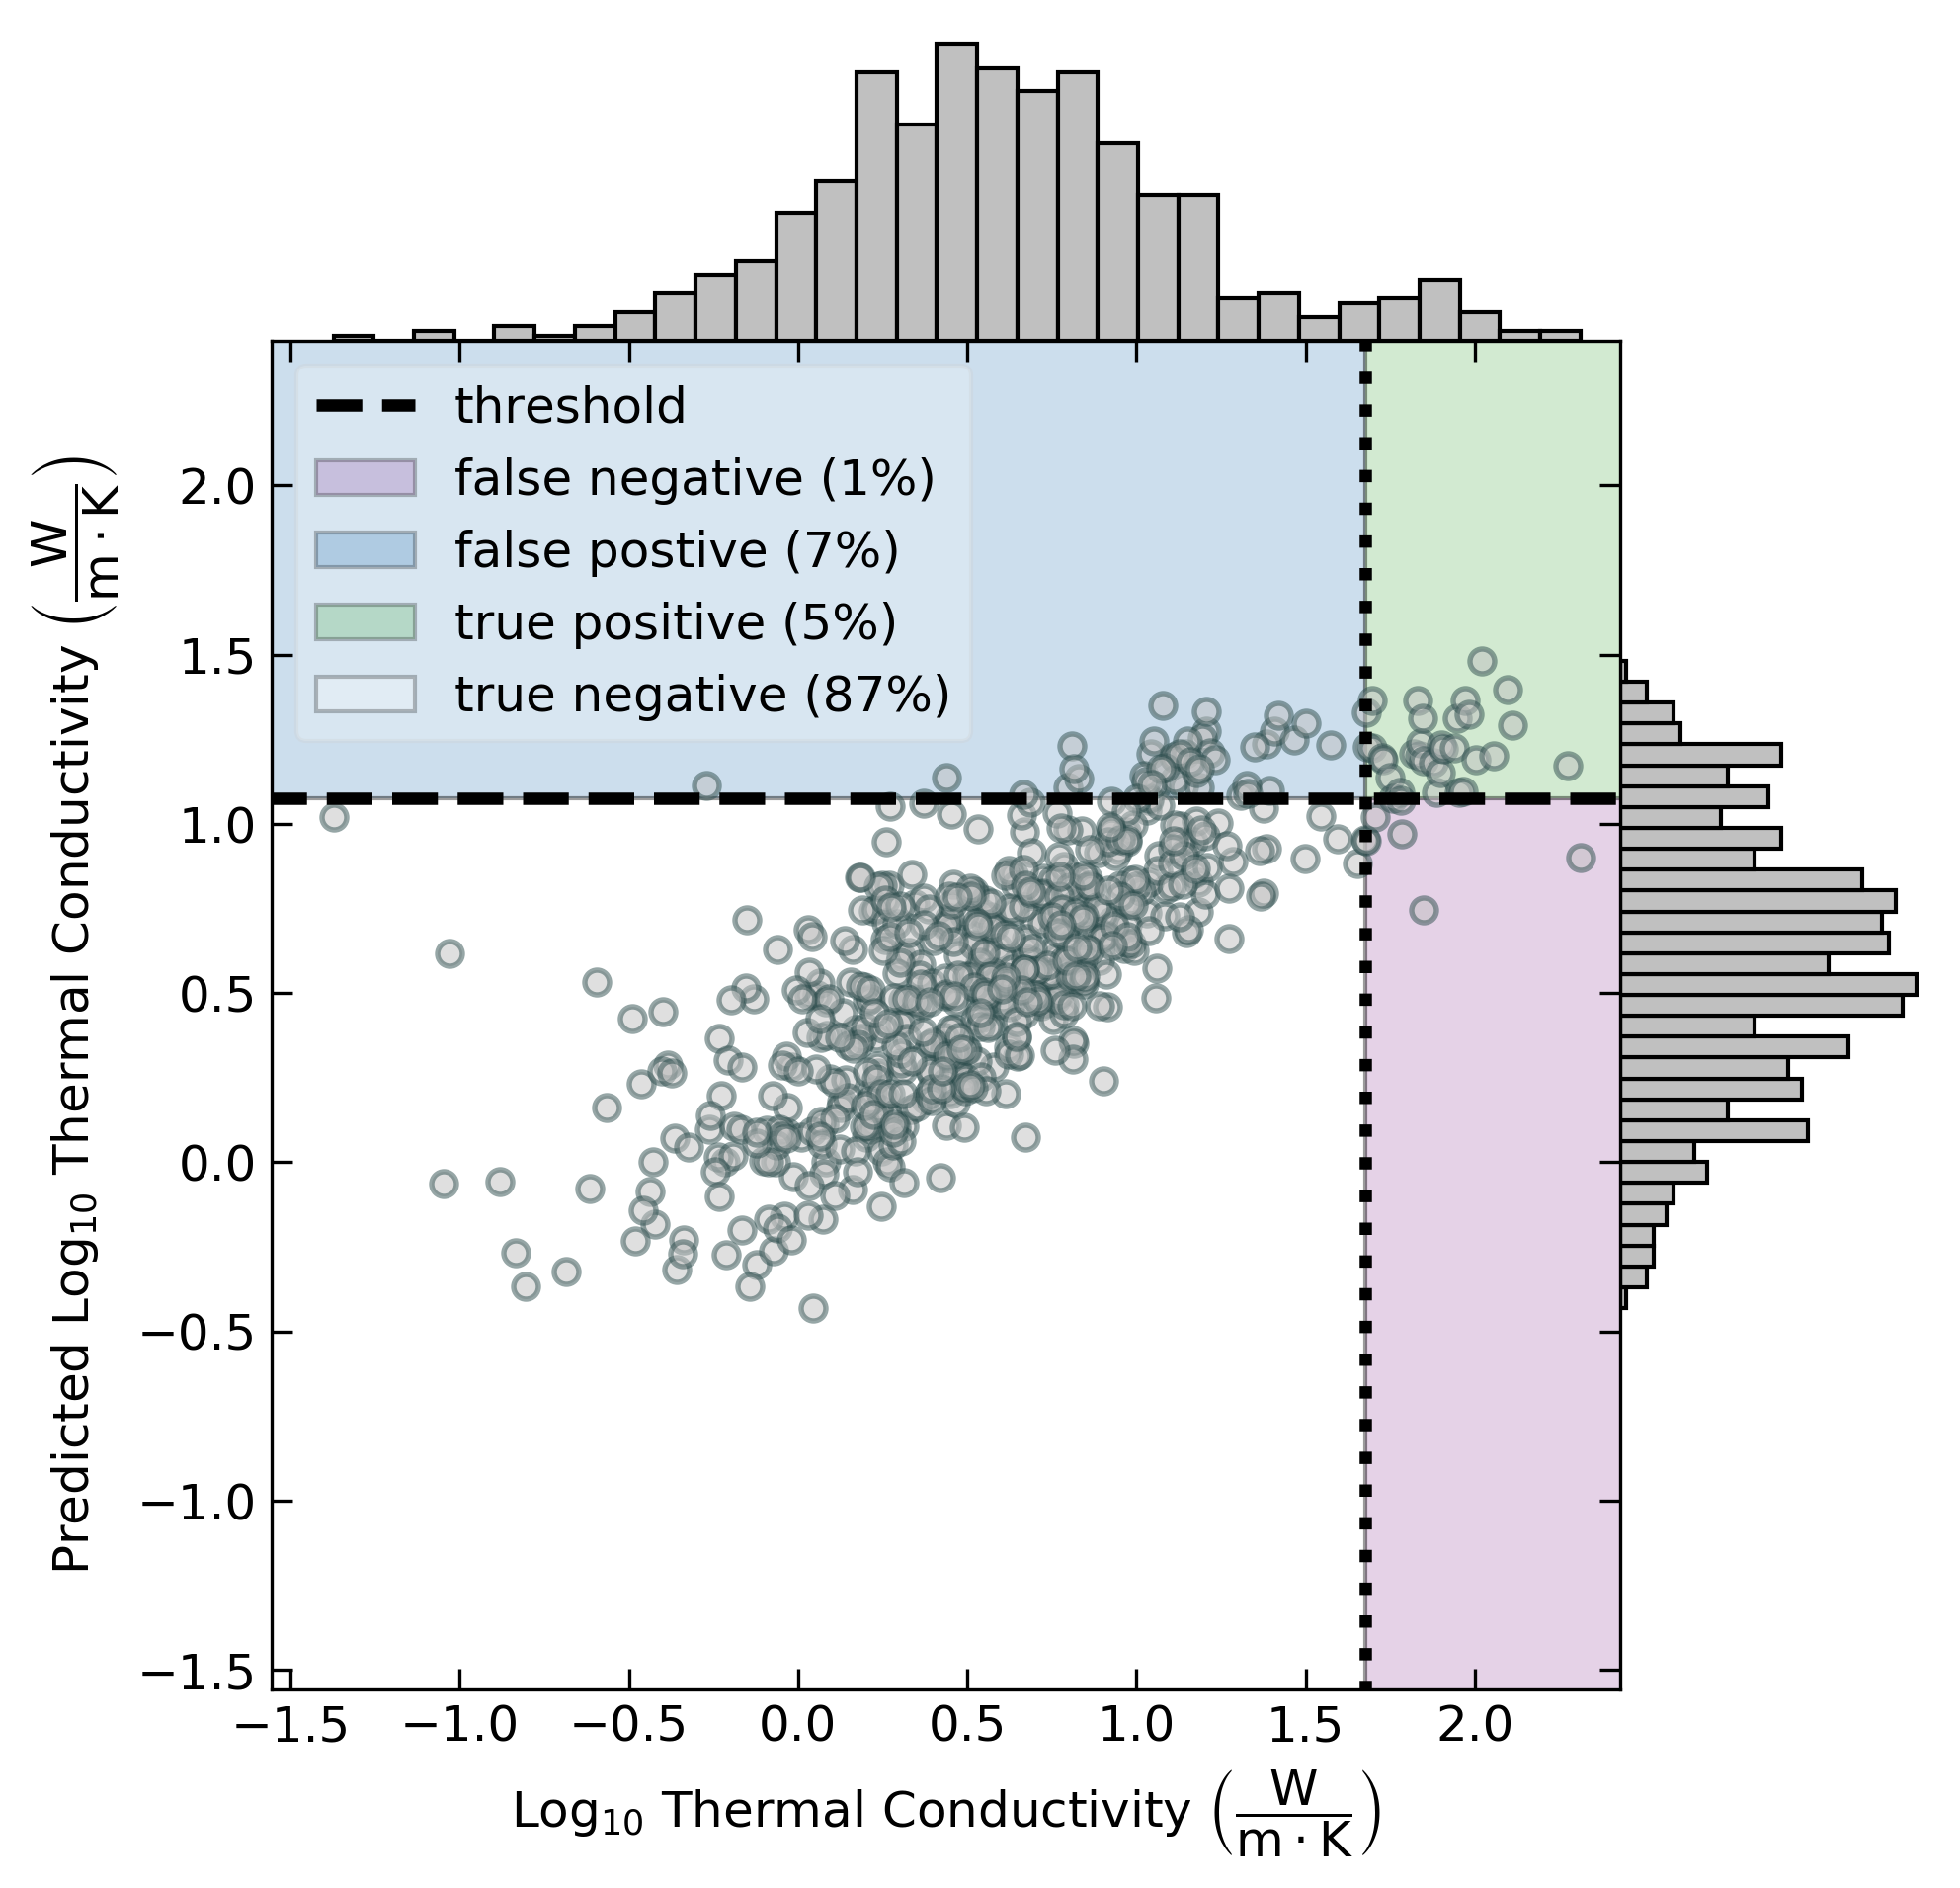 threshold
false negative (1%)
false postive (7%)
true positive (5%)
true negative (87%)
Predicted Log₁₀ Thermal Conductivity (W/m·K)
2.0
1.5
1.0
0.5
0.0
−0.5
−1.0
−1.5
−1.5 −1.0 −0.5 0.0 0.5 1.0 1.5 2.0
Log₁₀ Thermal Conductivity (W/m·K)